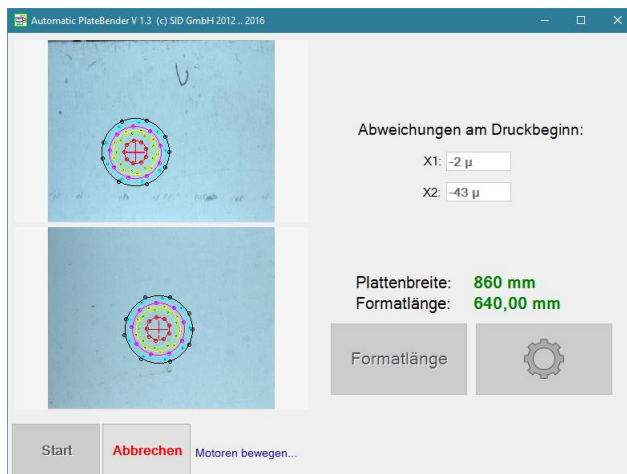 Automatic PlateBender V 1.3 (c) SID GmbH 2012 .. 2016
Abweichungen am Druckbeginn:
X1: -2 µ
X2: -43 µ
Plattenbreite: 860 mm
Formatlänge: 640,00 mm
Formatlänge
Start
Abbrechen
Motoren bewegen...